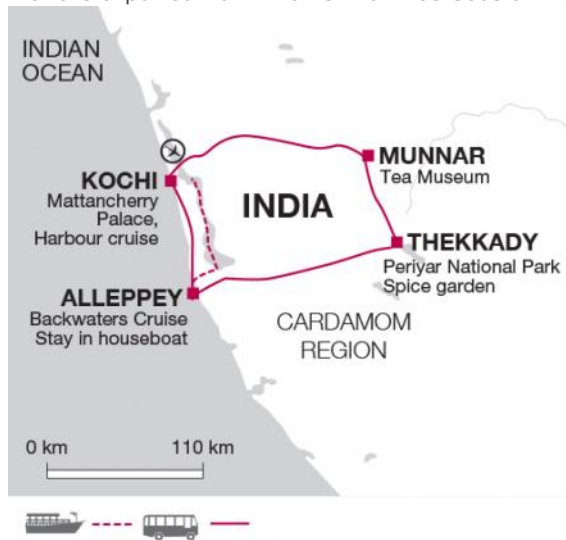 INDIAN
OCEAN
MUNNAR
Tea Museum
KOCHI
Mattancherry
Palace,
Harbour cruise
INDIA
THEKKADY
Periyar National Park
Spice garden
ALLEPPEY
Backwaters Cruise
Stay in houseboat
CARDAMOM
REGION
0 km
110 km